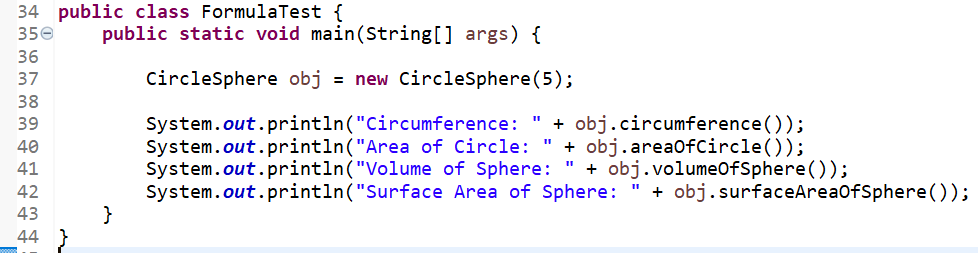 34 public class FormulaTest {
35 public static void main(String[] args) {
36
37 CircleSphere obj = new CircleSphere(5);
38
39 System.out.println("Circumference: " + obj.circumference());
40 System.out.println("Area of Circle: " + obj.areaOfCircle());
41 System.out.println("Volume of Sphere: " + obj.volumeOfSphere());
42 System.out.println("Surface Area of Sphere: " + obj.surfaceAreaOfSphere());
43 }
44 }